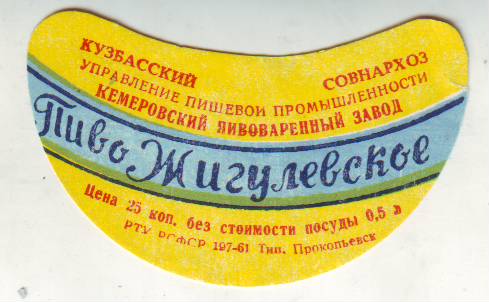 КУЗБАССКИЙ СОВНАРХОЗ
УПРАВЛЕНИЕ ПИЩЕВОЙ ПРОМЫШЛЕННОСТИ
КЕМЕРОВСКИЙ ПИВОВАРЕННЫЙ ЗАВОД
Пиво Жигулевское
Цена 25 коп. без стоимости посуды 0,5 л
РТУ РСФСР 197-61 Тип. Прокопьевск